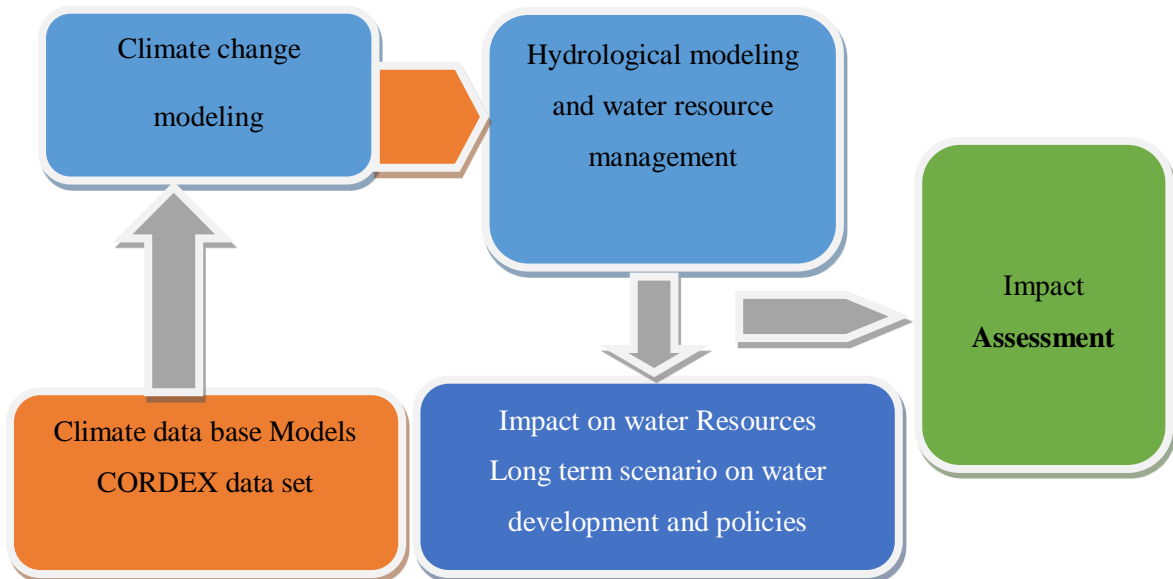 Climate change
modeling
Hydrological modeling
and water resource
management
Impact
Assessment
Climate data base Models
CORDEX data set
Impact on water Resources
Long term scenario on water
development and policies